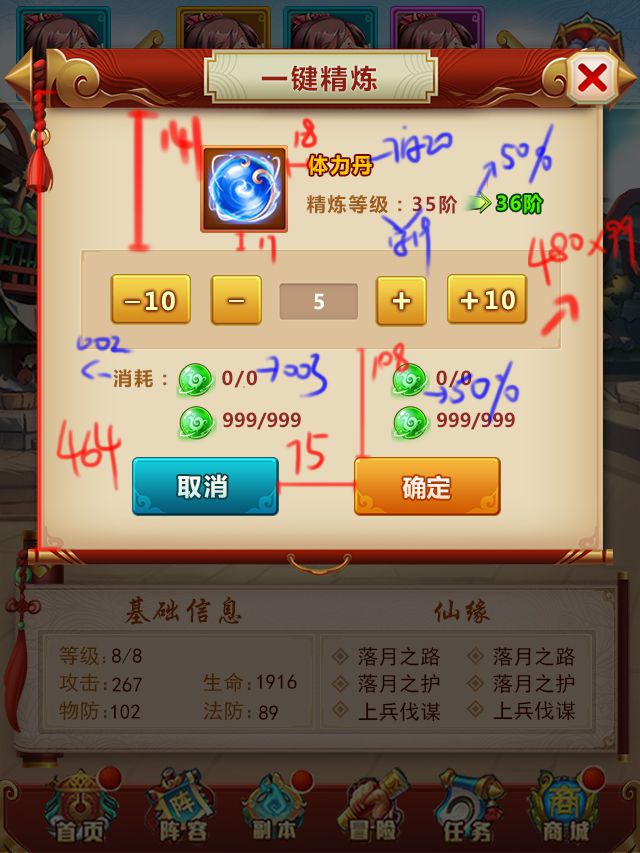 一键精炼
141
18
体力丹
50%
精炼等级：35阶
36阶
17
480×99
-10
-
5
+
+10
002
108
消耗：
0/0
003
0/0
50%
999/999
999/999
464
75
取消
确定
基础信息
仙缘
等级:8/8
落月之路
落月之路
攻击:267
生命:1916
落月之护
落月之护
物防:102
法防:89
上兵伐谋
上兵伐谋
首页
阵容
副本
冒险
任务
商城